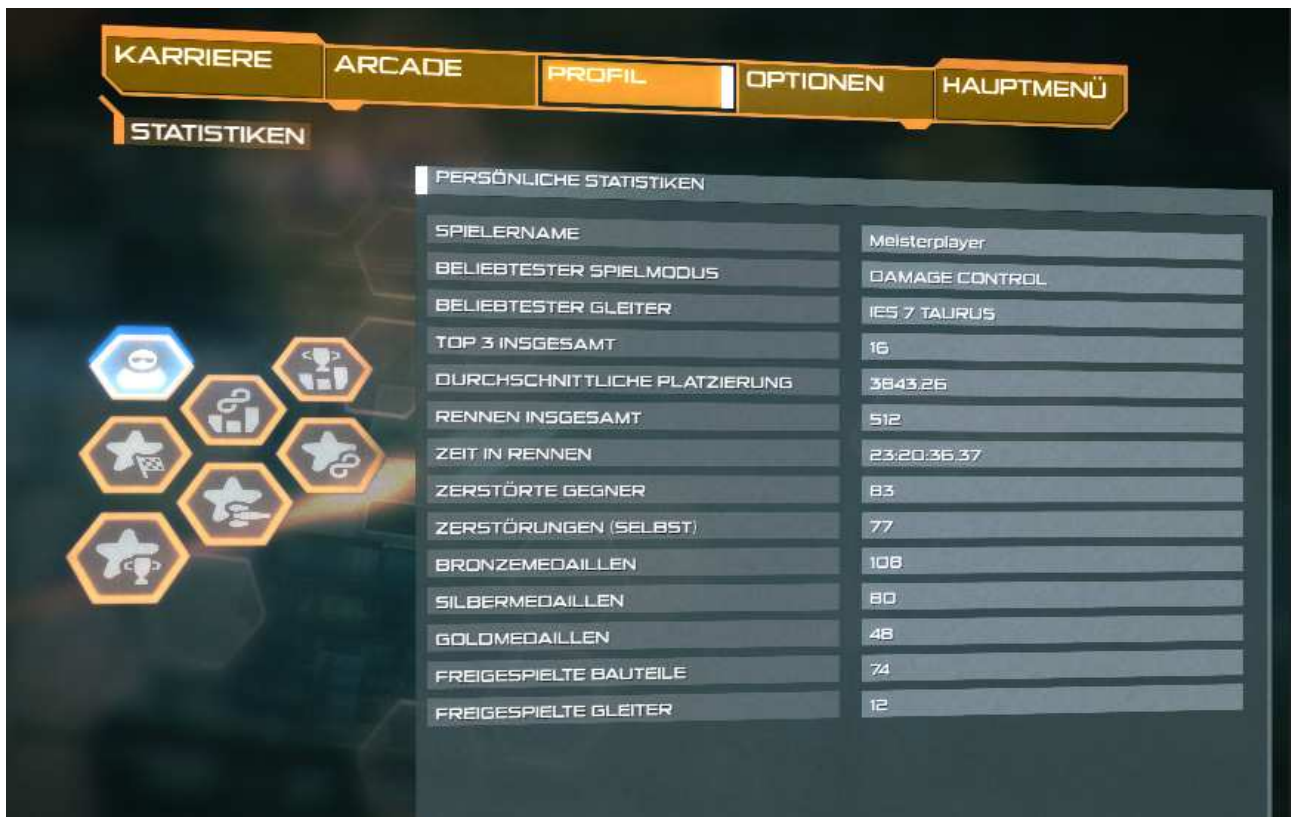 KARRIERE
ARCADE
PROFIL
OPTIONEN
HAUPTMENÜ
STATISTIKEN
PERSÖNLICHE STATISTIKEN
SPIELERNAME Meisterplayer
BELIEBTESTER SPIELMODUS DAMAGE CONTROL
BELIEBTESTER GLEITER IES 7 TAURUS
TOP 3 INSGESAMT 16
DURCHSCHNITTLICHE PLATZIERUNG 3843.26
RENNEN INSGESAMT 512
ZEIT IN RENNEN 23:20:36.37
ZERSTÖRTE GEGNER 83
ZERSTÖRUNGEN (SELBST) 77
BRONZEMEDAILLEN 108
SILBERMEDAILLEN 80
GOLDMEDAILLEN 48
FREIGESPIELTE BAUTEILE 74
FREIGESPIELTE GLEITER 12